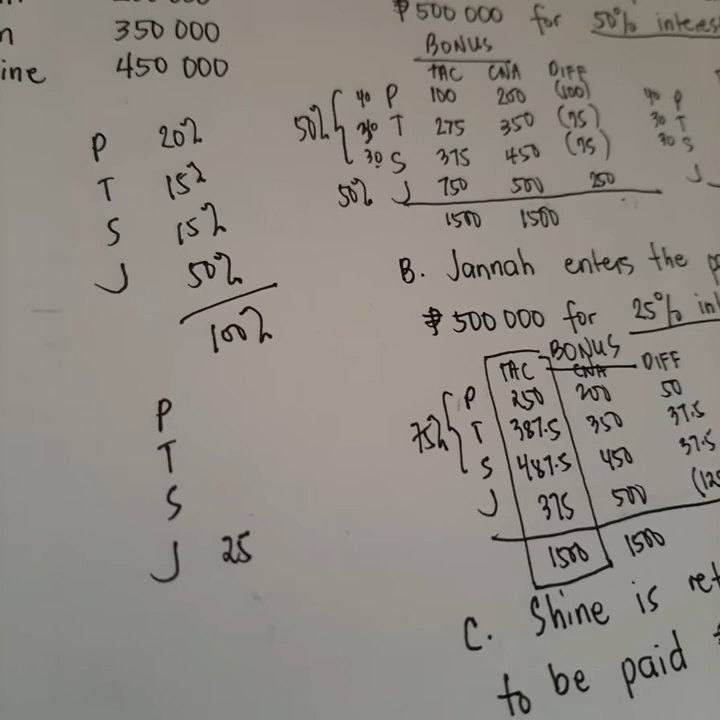 n 350 000
ine 450 000
P 20%
T 15%
S 15%
J 50%
100%
P
T
S
J 25
₱500 000 for 50% interes
BONUS
TAC CNA DIFF
50% 40 P 100 200 (100)
30 T 275 350 (75)
30 S 375 450 (75)
50% J 750 500 250
1500 1500
40 P
30 T
30 S
J
B. Jannah enters the p
₱500 000 for 25% int
BONUS
TAC CNA DIFF
75% P 250 200 50
T 387.5 350 37.5
S 487.5 450 37.5
J 375 500 (12
1500 1500
C. Shine is ret
to be paid